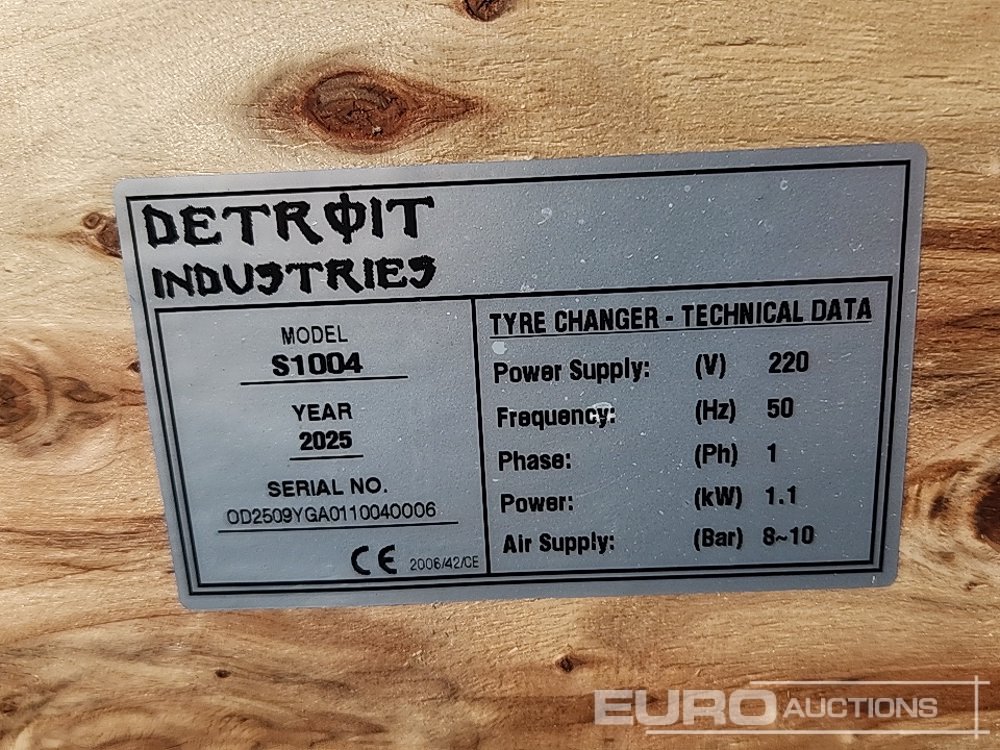 DETROIT
INDUSTRIES
MODEL
S1004
YEAR
2025
SERIAL NO.
OD2509YGA0110040006
CE 2006/42/CE
TYRE CHANGER - TECHNICAL DATA
Power Supply: (V) 220
Frequency: (Hz) 50
Phase: (Ph) 1
Power: (kW) 1.1
Air Supply: (Bar) 8~10
EURO AUCTIONS